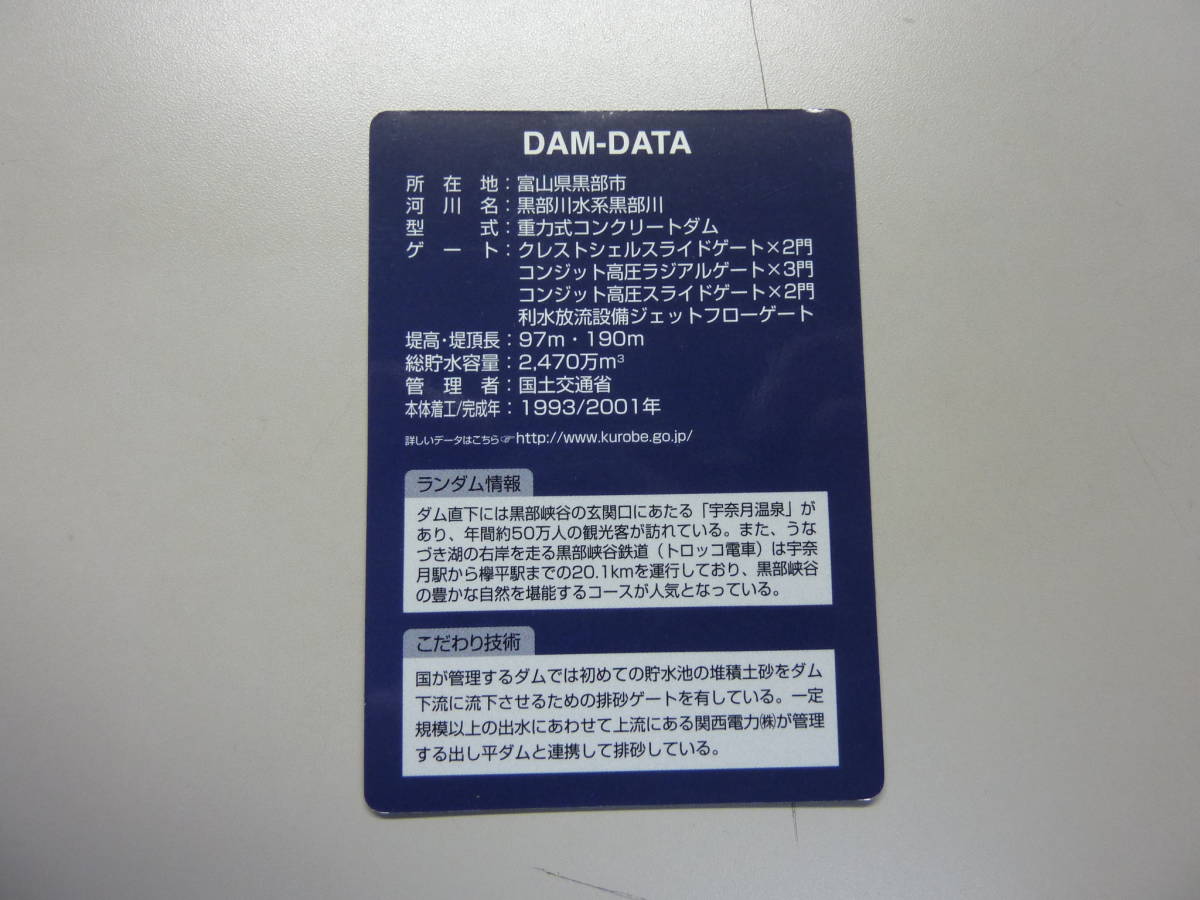 DAM-DATA
所在地：富山県黒部市
河川名：黒部川水系黒部川
型式：重力式コンクリートダム
ゲート：クレストシェルスライドゲート×2門
コンジット高圧ラジアルゲート×3門
コンジット高圧スライドゲート×2門
利水放流設備ジェットフローゲート
堤高・堤頂長：97m・190m
総貯水容量：2,470万m³
管理者：国土交通省
本体着工/完成年：1993/2001年
詳しいデータはこちら☞http://www.kurobe.go.jp/
ランダム情報
ダム直下には黒部峡谷の玄関口にあたる「宇奈月温泉」が
あり、年間約50万人の観光客が訪れている。また、うな
づき湖の右岸を走る黒部峡谷鉄道（トロッコ電車）は宇奈
月駅から欅平駅までの20.1kmを運行しており、黒部峡谷
の豊かな自然を堪能するコースが人気となっている。
こだわり技術
国が管理するダムでは初めての貯水池の堆積土砂をダム
下流に流下させるための排砂ゲートを有している。一定
規模以上の出水にあわせて上流にある関西電力㈱が管理
する出し平ダムと連携して排砂している。